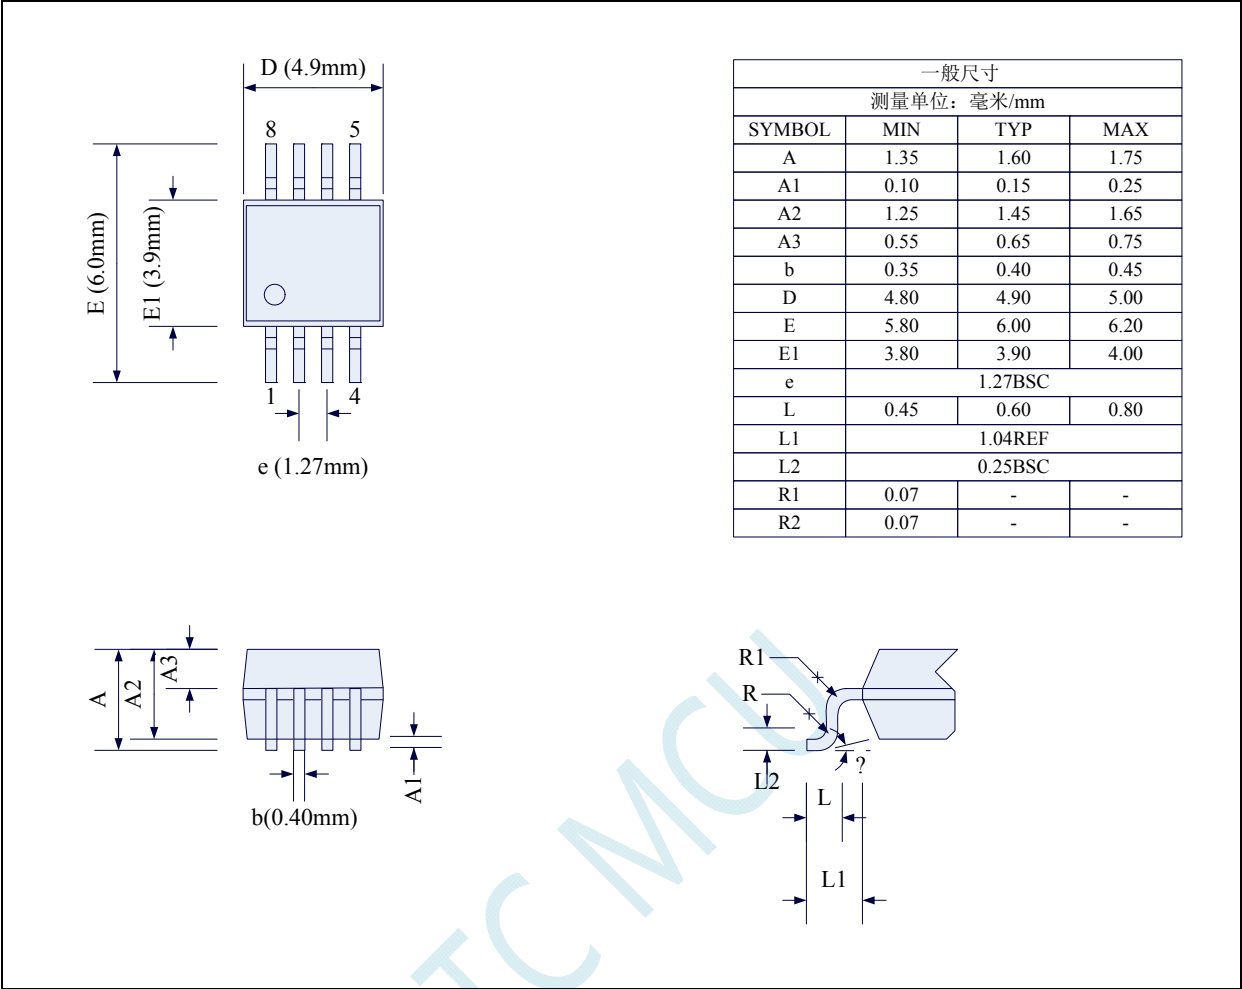 D (4.9mm)
8 5
E (6.0mm)
E1 (3.9mm)
1 4
e (1.27mm)
一般尺寸
测量单位：毫米/mm
SYMBOL MIN TYP MAX
A 1.35 1.60 1.75
A1 0.10 0.15 0.25
A2 1.25 1.45 1.65
A3 0.55 0.65 0.75
b 0.35 0.40 0.45
D 4.80 4.90 5.00
E 5.80 6.00 6.20
E1 3.80 3.90 4.00
e 1.27BSC
L 0.45 0.60 0.80
L1 1.04REF
L2 0.25BSC
R1 0.07 - -
R2 0.07 - -
A
A2
A3
A1
b(0.40mm)
R1
R
L2
?
L
L1
TC MCU